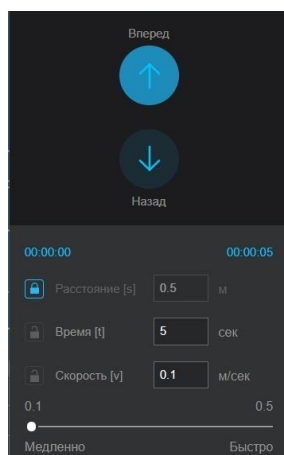 Вперед
Назад
00:00:00 00:00:05
Расстояние [s] 0.5 м
Время [t] 5 сек
Скорость [v] 0.1 м/сек
0.1 0.5
Медленно Быстро